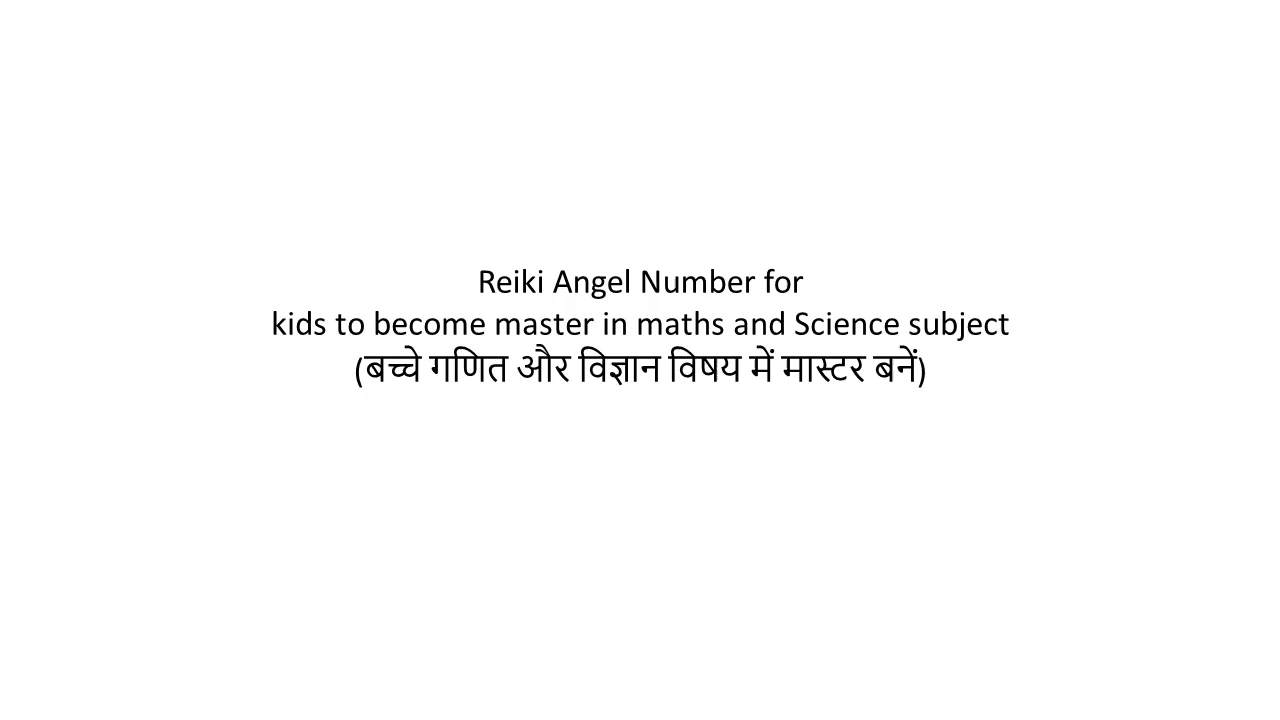 Reiki Angel Number for
kids to become master in maths and Science subject
(बच्चे गणित और विज्ञान विषय में मास्टर बनें)